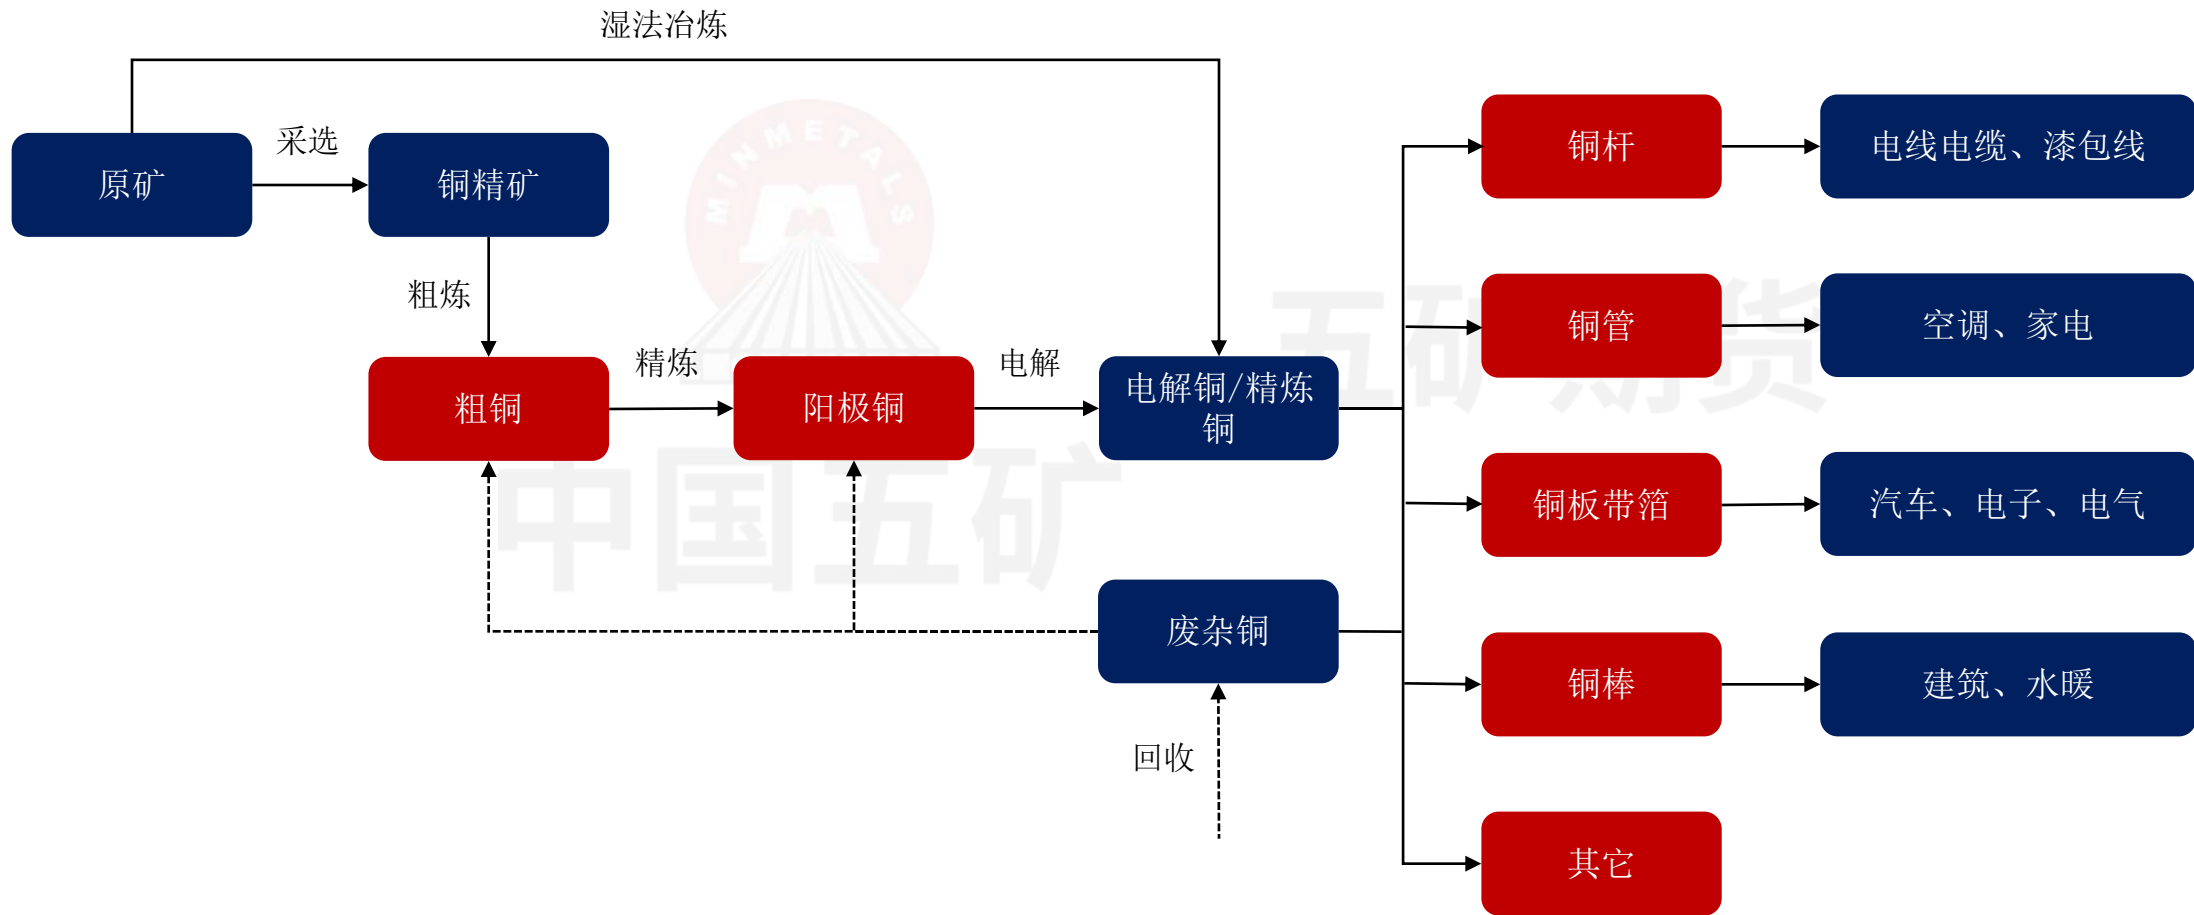 湿法冶炼
原矿
采选
铜精矿
粗炼
粗铜
精炼
阳极铜
电解
电解铜/精炼
铜
废杂铜
回收
铜杆
电线电缆、漆包线
铜管
空调、家电
铜板带箔
汽车、电子、电气
铜棒
建筑、水暖
其它
MINMETALS
中国五矿
五矿期货